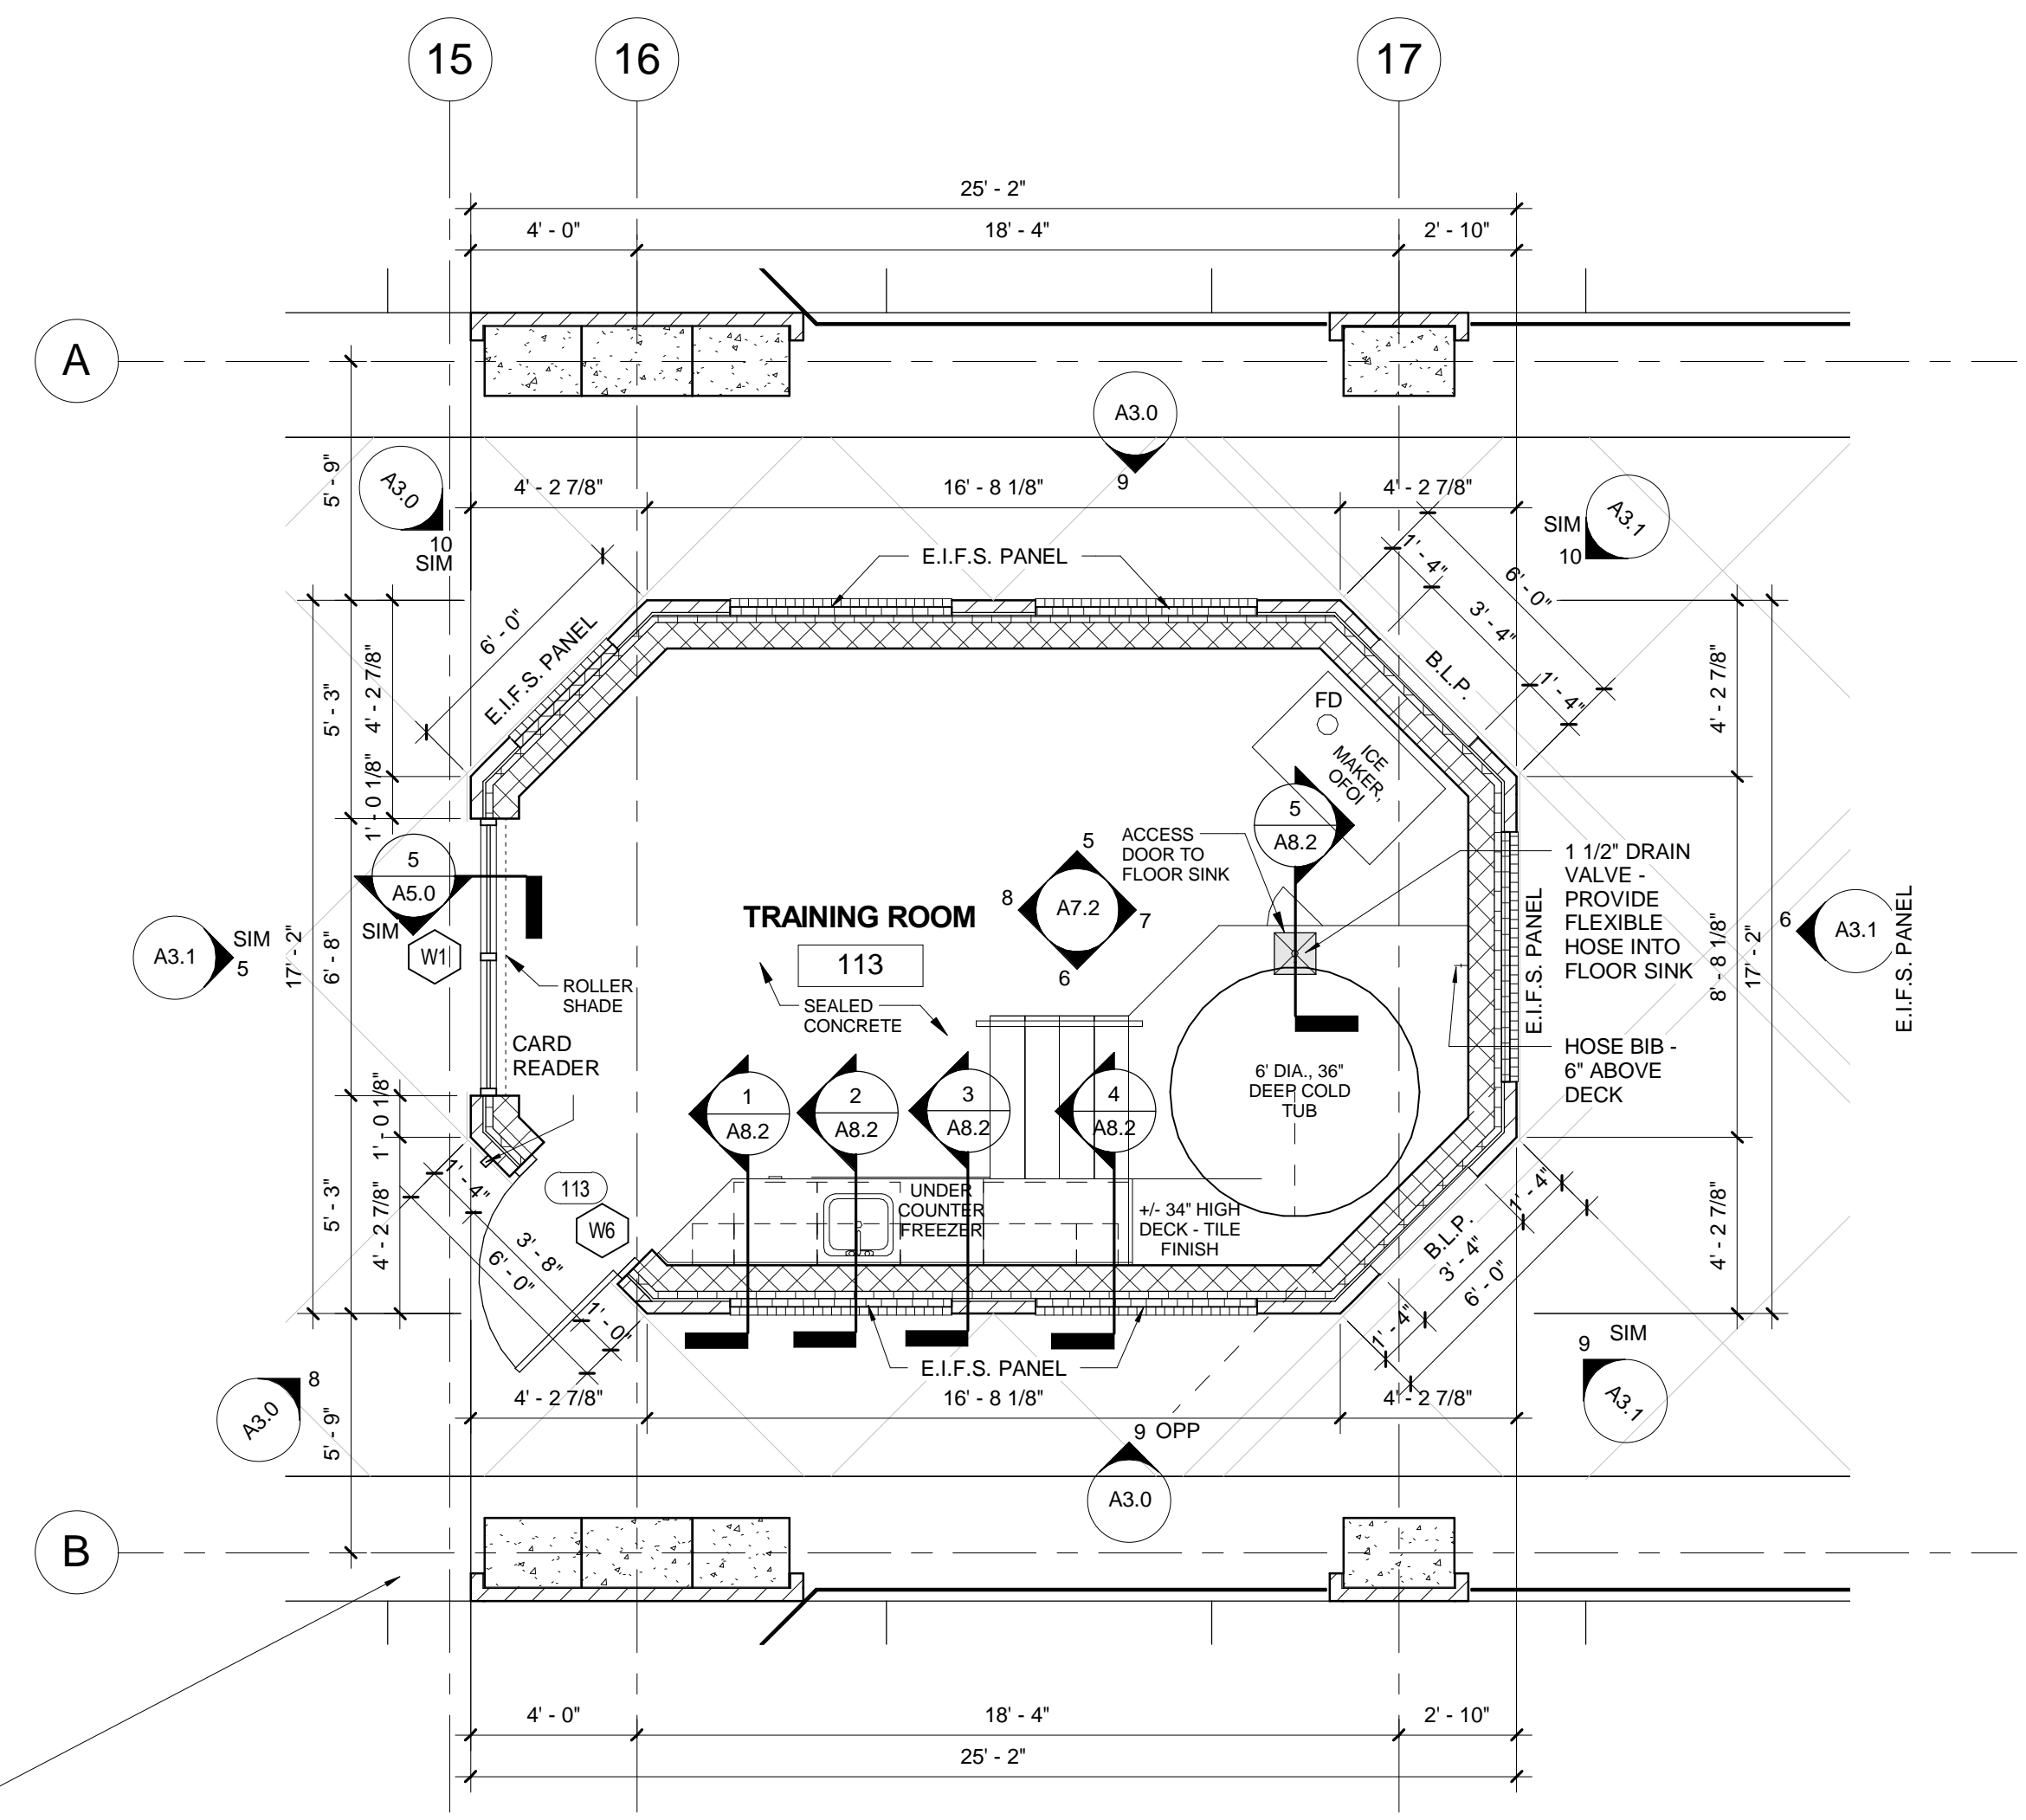 15
16
17
25' - 2"
4' - 0"
18' - 4"
2' - 10"
A
A3.0
9
5' - 9"
A3.0
10
SIM
4' - 2 7/8"
16' - 8 1/8"
4' - 2 7/8"
SIM
10
A3.1
E.I.F.S. PANEL
6' - 0"
E.I.F.S. PANEL
1' - 4"
6' - 0"
3' - 4"
B.L.P.
1' - 4"
5' - 3"
4' - 2 7/8"
1' - 0 1/8"
4' - 2 7/8"
FD
ICE
MAKER,
OFOI
5
A8.2
ACCESS
DOOR TO
FLOOR SINK
5
8
A7.2
7
6
1 1/2" DRAIN
VALVE -
PROVIDE
FLEXIBLE
HOSE INTO
FLOOR SINK
5
A5.0
SIM
W1
A3.1
SIM
5
17' - 2"
6' - 8"
TRAINING ROOM
113
ROLLER
SHADE
SEALED
CONCRETE
CARD
READER
E.I.F.S. PANEL
8' - 8 1/8"
17' - 2"
6
A3.1
E.I.F.S. PANEL
HOSE BIB -
6" ABOVE
DECK
6' DIA., 36"
DEEP COLD
TUB
1
A8.2
2
A8.2
3
A8.2
4
A8.2
1' - 0 1/8"
5' - 3"
4' - 2 7/8"
1' - 4"
113
W6
3' - 8"
6' - 0"
1' - 0"
UNDER
COUNTER
FREEZER
+/- 34" HIGH
DECK - TILE
FINISH
1' - 4"
B.L.P.
3' - 4"
6' - 0"
1' - 4"
4' - 2 7/8"
E.I.F.S. PANEL
8
A3.0
5' - 9"
4' - 2 7/8"
16' - 8 1/8"
4' - 2 7/8"
9
SIM
A3.1
9 OPP
A3.0
B
4' - 0"
18' - 4"
2' - 10"
25' - 2"